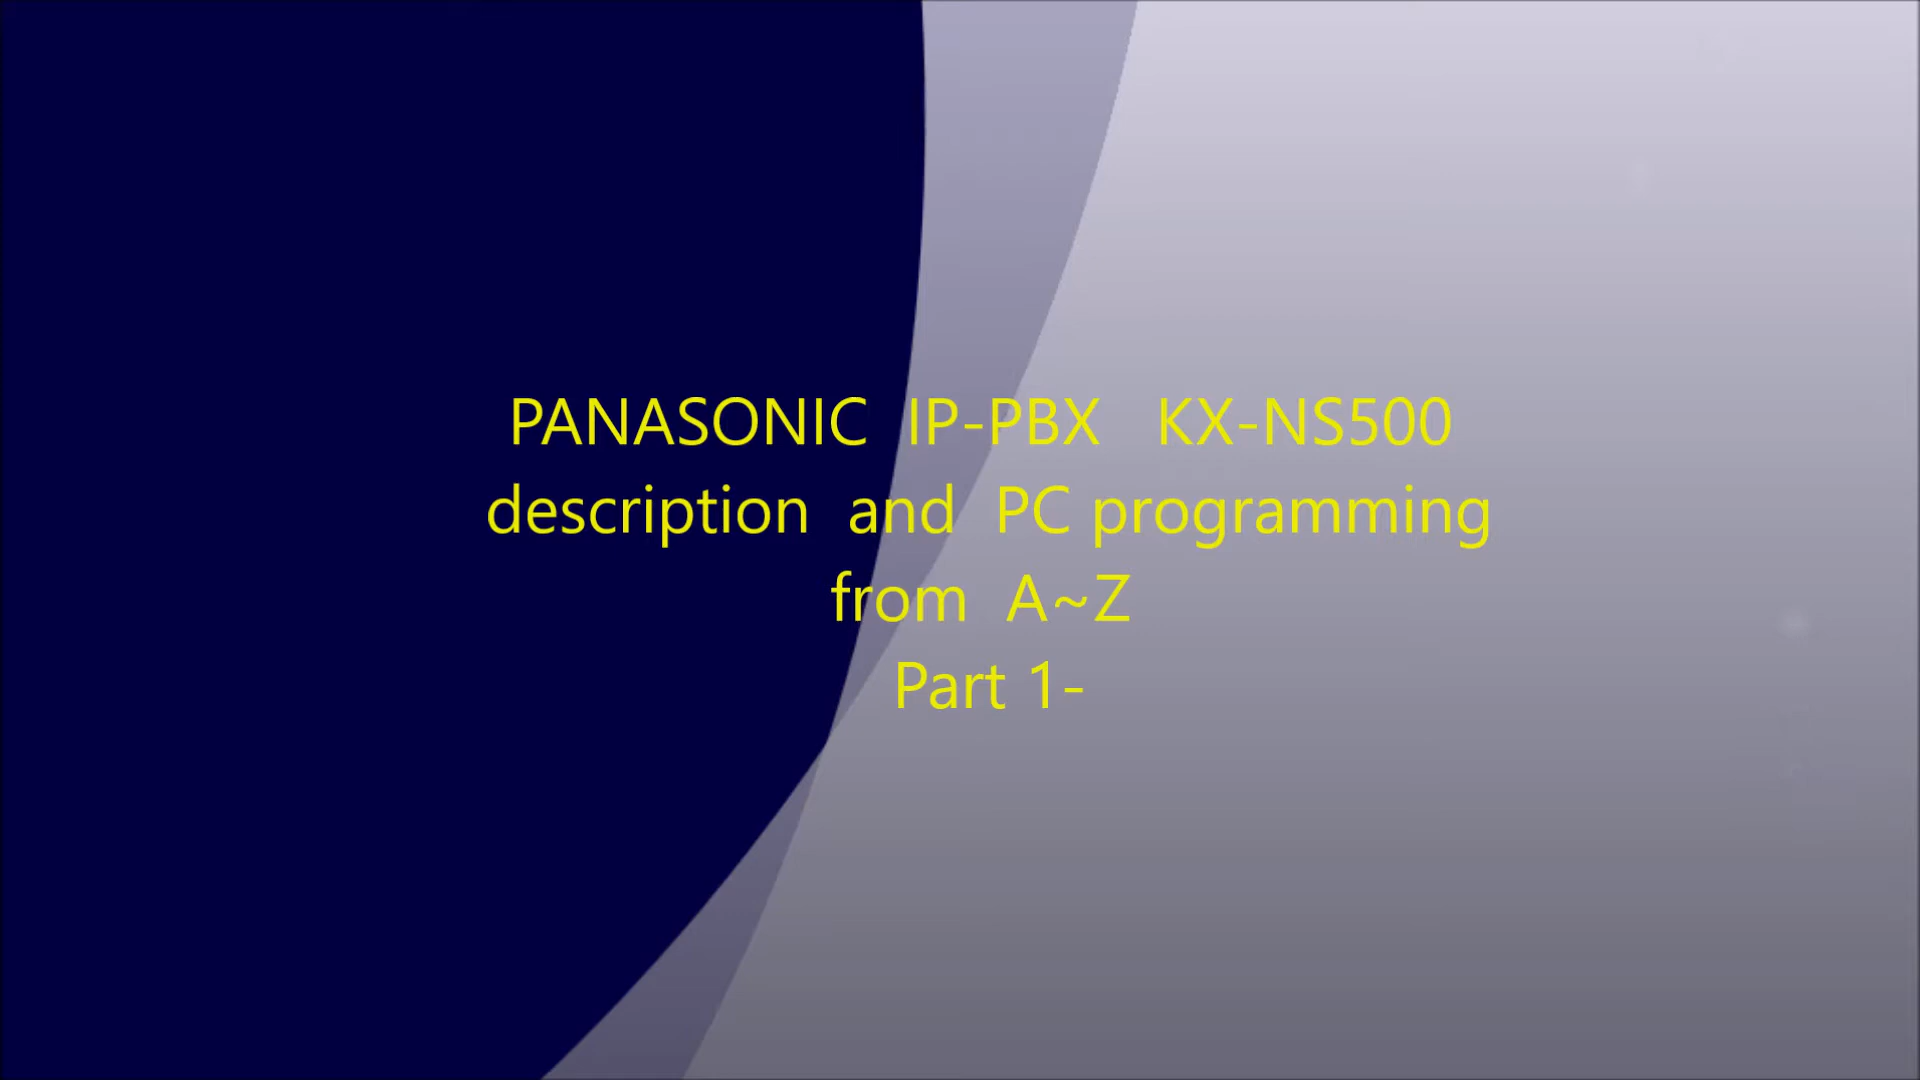 PANASONIC IP-PBX KX-NS500
description and PC programming
from A~Z
Part 1-